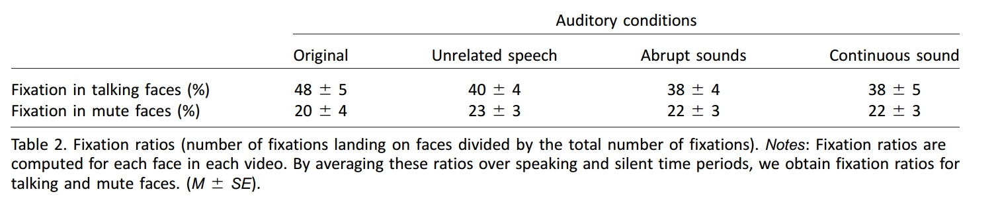 Auditory conditions
Original Unrelated speech Abrupt sounds Continuous sound
Fixation in talking faces (%) 48 ± 5 40 ± 4 38 ± 4 38 ± 5
Fixation in mute faces (%) 20 ± 4 23 ± 3 22 ± 3 22 ± 3
Table 2. Fixation ratios (number of fixations landing on faces divided by the total number of fixations). Notes: Fixation ratios are
computed for each face in each video. By averaging these ratios over speaking and silent time periods, we obtain fixation ratios for
talking and mute faces. (M ± SE).